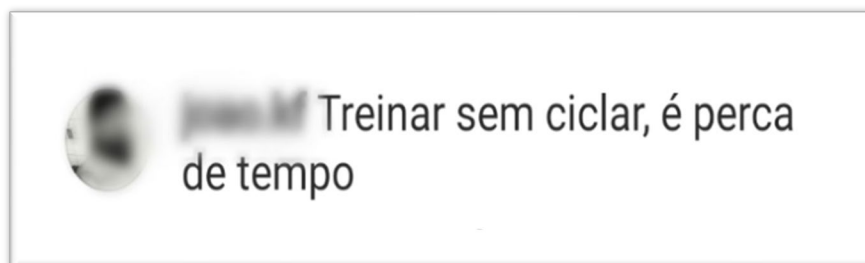 Treinar sem ciclar, é perca
de tempo